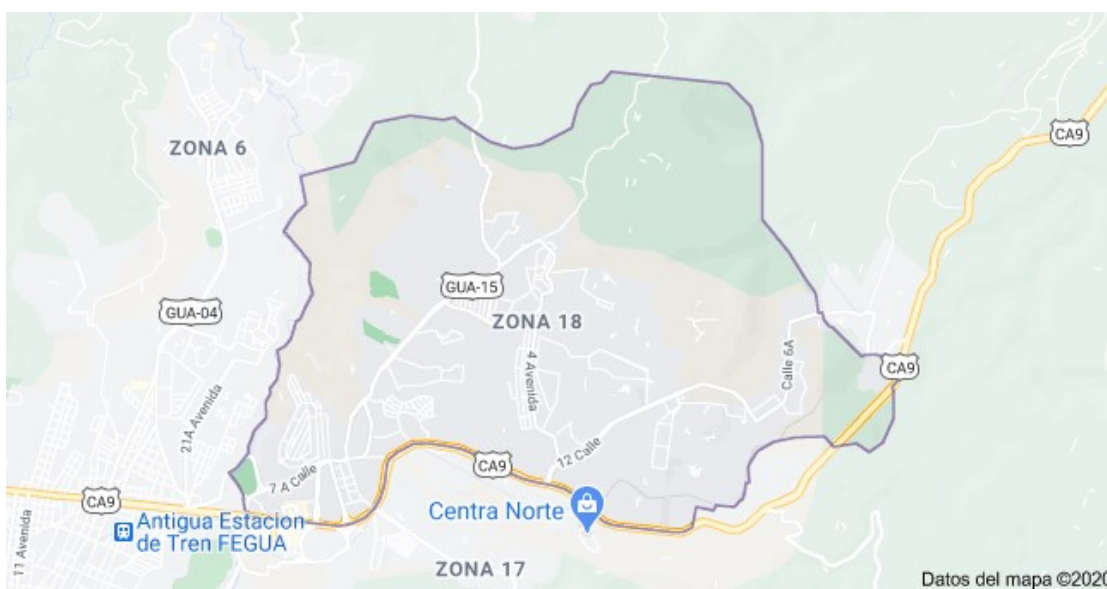 CA9
ZONA 6
GUA-04
GUA-15
ZONA 18
CA9
4 Avenida
Calle 6A
21A Avenida
12 Calle
7 A Calle
CA9
CA9
Centra Norte
Antigua Estacion
de Tren FEGUA
11 Avenida
ZONA 17
Datos del mapa ©2020